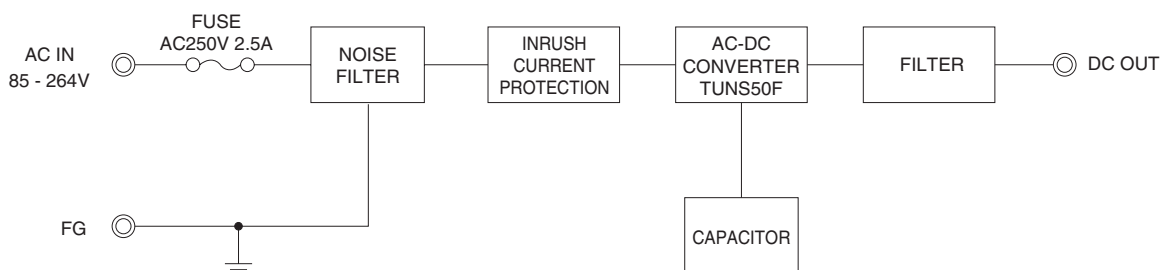 FUSE
AC250V 2.5A
AC IN
85 - 264V
NOISE
FILTER
INRUSH
CURRENT
PROTECTION
AC-DC
CONVERTER
TUNS50F
FILTER
DC OUT
FG
CAPACITOR